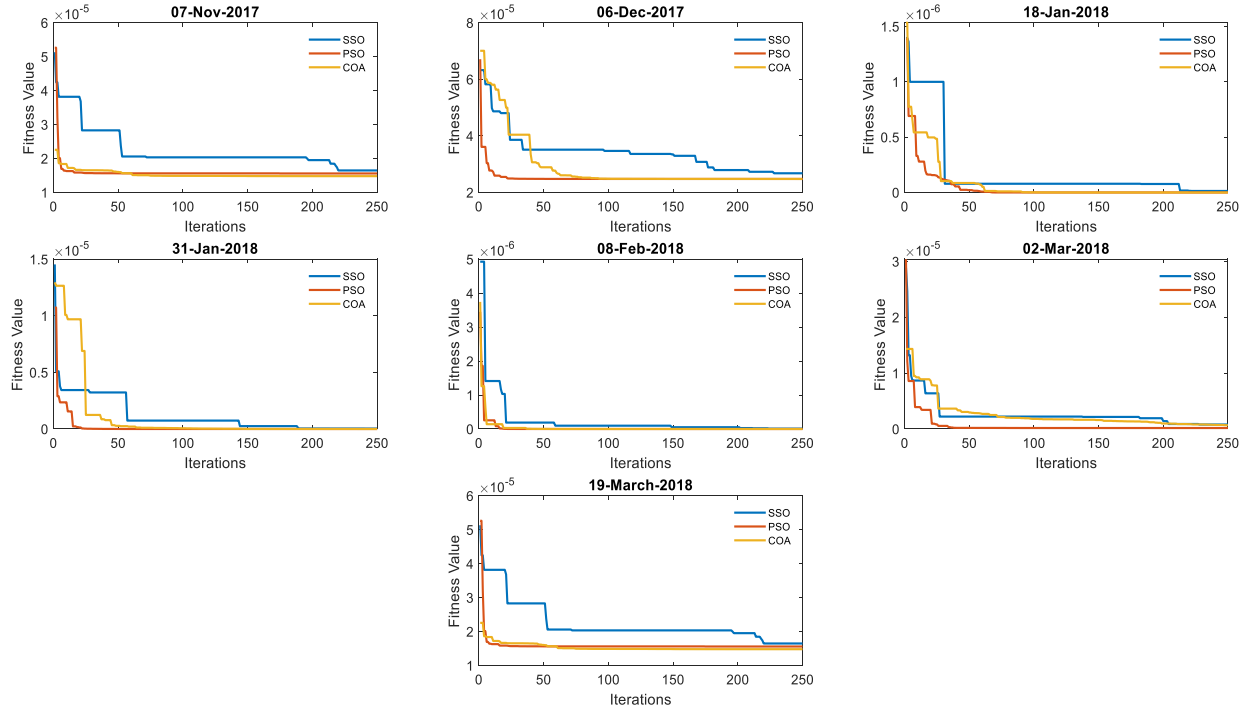 07-Nov-2017
×10⁻⁵
6
5
4
3
2
1
Fitness Value
SSO
PSO
COA
0 50 100 150 200 250
Iterations
06-Dec-2017
×10⁻⁵
8
6
4
2
Fitness Value
SSO
PSO
COA
0 50 100 150 200 250
Iterations
18-Jan-2018
×10⁻⁶
1.5
1
0.5
0
Fitness Value
SSO
PSO
COA
0 50 100 150 200 250
Iterations
31-Jan-2018
×10⁻⁵
1.5
1
0.5
0
Fitness Value
SSO
PSO
COA
0 50 100 150 200 250
Iterations
08-Feb-2018
×10⁻⁶
5
4
3
2
1
0
Fitness Value
SSO
PSO
COA
0 50 100 150 200 250
Iterations
02-Mar-2018
×10⁻⁵
3
2
1
0
Fitness Value
SSO
PSO
COA
0 50 100 150 200 250
Iterations
19-March-2018
×10⁻⁵
6
5
4
3
2
1
Fitness Value
SSO
PSO
COA
0 50 100 150 200 250
Iterations